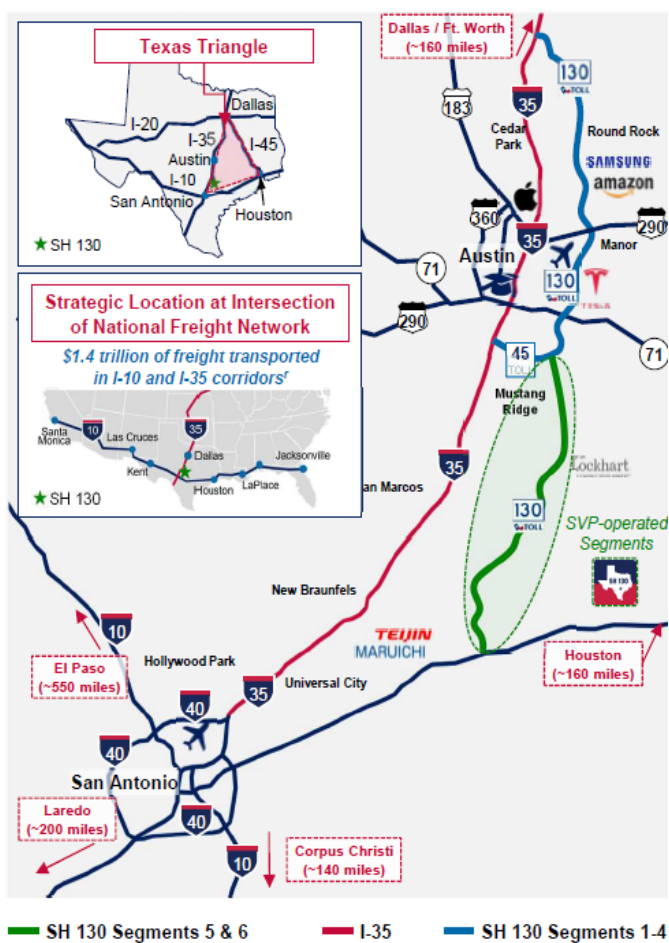 Texas Triangle
Dallas
I-20
I-35
I-45
Austin
I-10
San Antonio
Houston
SH 130
Strategic Location at Intersection
of National Freight Network
$1.4 trillion of freight transported
in I-10 and I-35 corridorsʳ
Santa
Monica
10
Las Cruces
35
Dallas
Jacksonville
Kent
Houston
LaPlace
SH 130
Dallas / Ft. Worth
(~160 miles)
130
TOLL
183
35
Cedar
Park
Round Rock
SAMSUNG
amazon
360
290
35
Manor
Austin
71
130
TOLL
TESLA
290
71
45
TOLL
Mustang
Ridge
Lockhart
35
an Marcos
130
TOLL
SVP-operated
Segments
SH 130
New Braunfels
10
TEIJIN
MARUICHI
El Paso
(~550 miles)
Hollywood Park
Houston
(~160 miles)
35
Universal City
40
40
San Antonio
Laredo
(~200 miles)
40
10
Corpus Christi
(~140 miles)
SH 130 Segments 5 & 6
I-35
SH 130 Segments 1-4